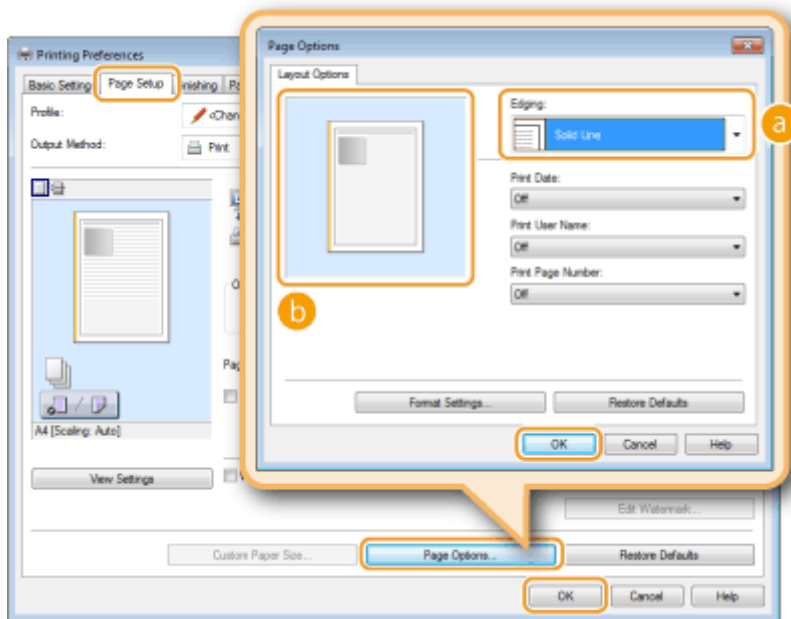 Printing Preferences
Basic Setting Page Setup inishing
Profile:
Output Method: Print
A4 [Scaling: Auto]
View Settings
Custom Paper Size... Page Options... Restore Defaults
Edit Watermark...
OK Cancel Help
Page Options
Layout Options
Edging:
Solid Line
a
Print Date:
Off
Print User Name:
Off
Print Page Number:
Off
b
Format Settings... Restore Defaults
OK Cancel Help